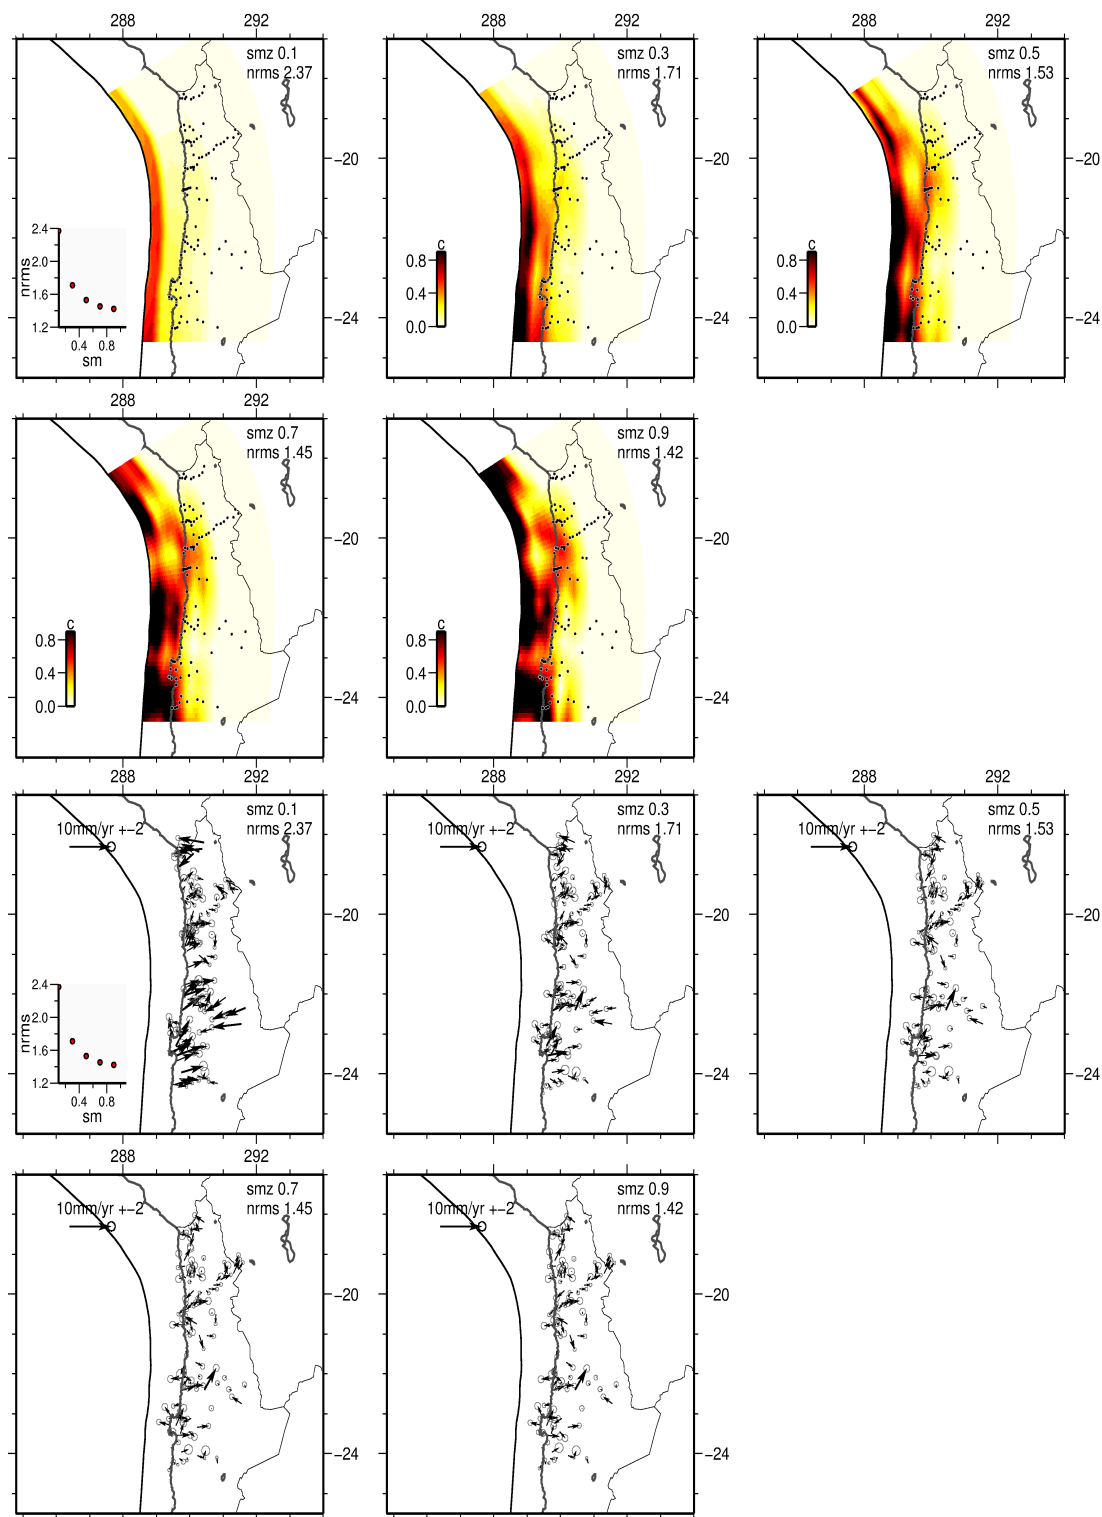 288 292 288 292 288 292
smz 0.1
nrms 2.37
smz 0.3
nrms 1.71
smz 0.5
nrms 1.53
−20 −20 −20
2.4
2.0
1.6
1.2
nrms
0.4 0.8
sm
c
0.8
0.4
0.0
c
0.8
0.4
0.0
−24 −24 −24
288 292
smz 0.7
nrms 1.45
smz 0.9
nrms 1.42
−20 −20
c
0.8
0.4
0.0
c
0.8
0.4
0.0
−24 −24
288 292 288 292 288 292
smz 0.1
nrms 2.37
10mm/yr +−2
smz 0.3
nrms 1.71
10mm/yr +−2
smz 0.5
nrms 1.53
10mm/yr +−2
−20 −20 −20
2.4
2.0
1.6
1.2
nrms
0.4 0.8
sm
−24 −24 −24
288 292
smz 0.7
nrms 1.45
10mm/yr +−2
smz 0.9
nrms 1.42
10mm/yr +−2
−20 −20
−24 −24